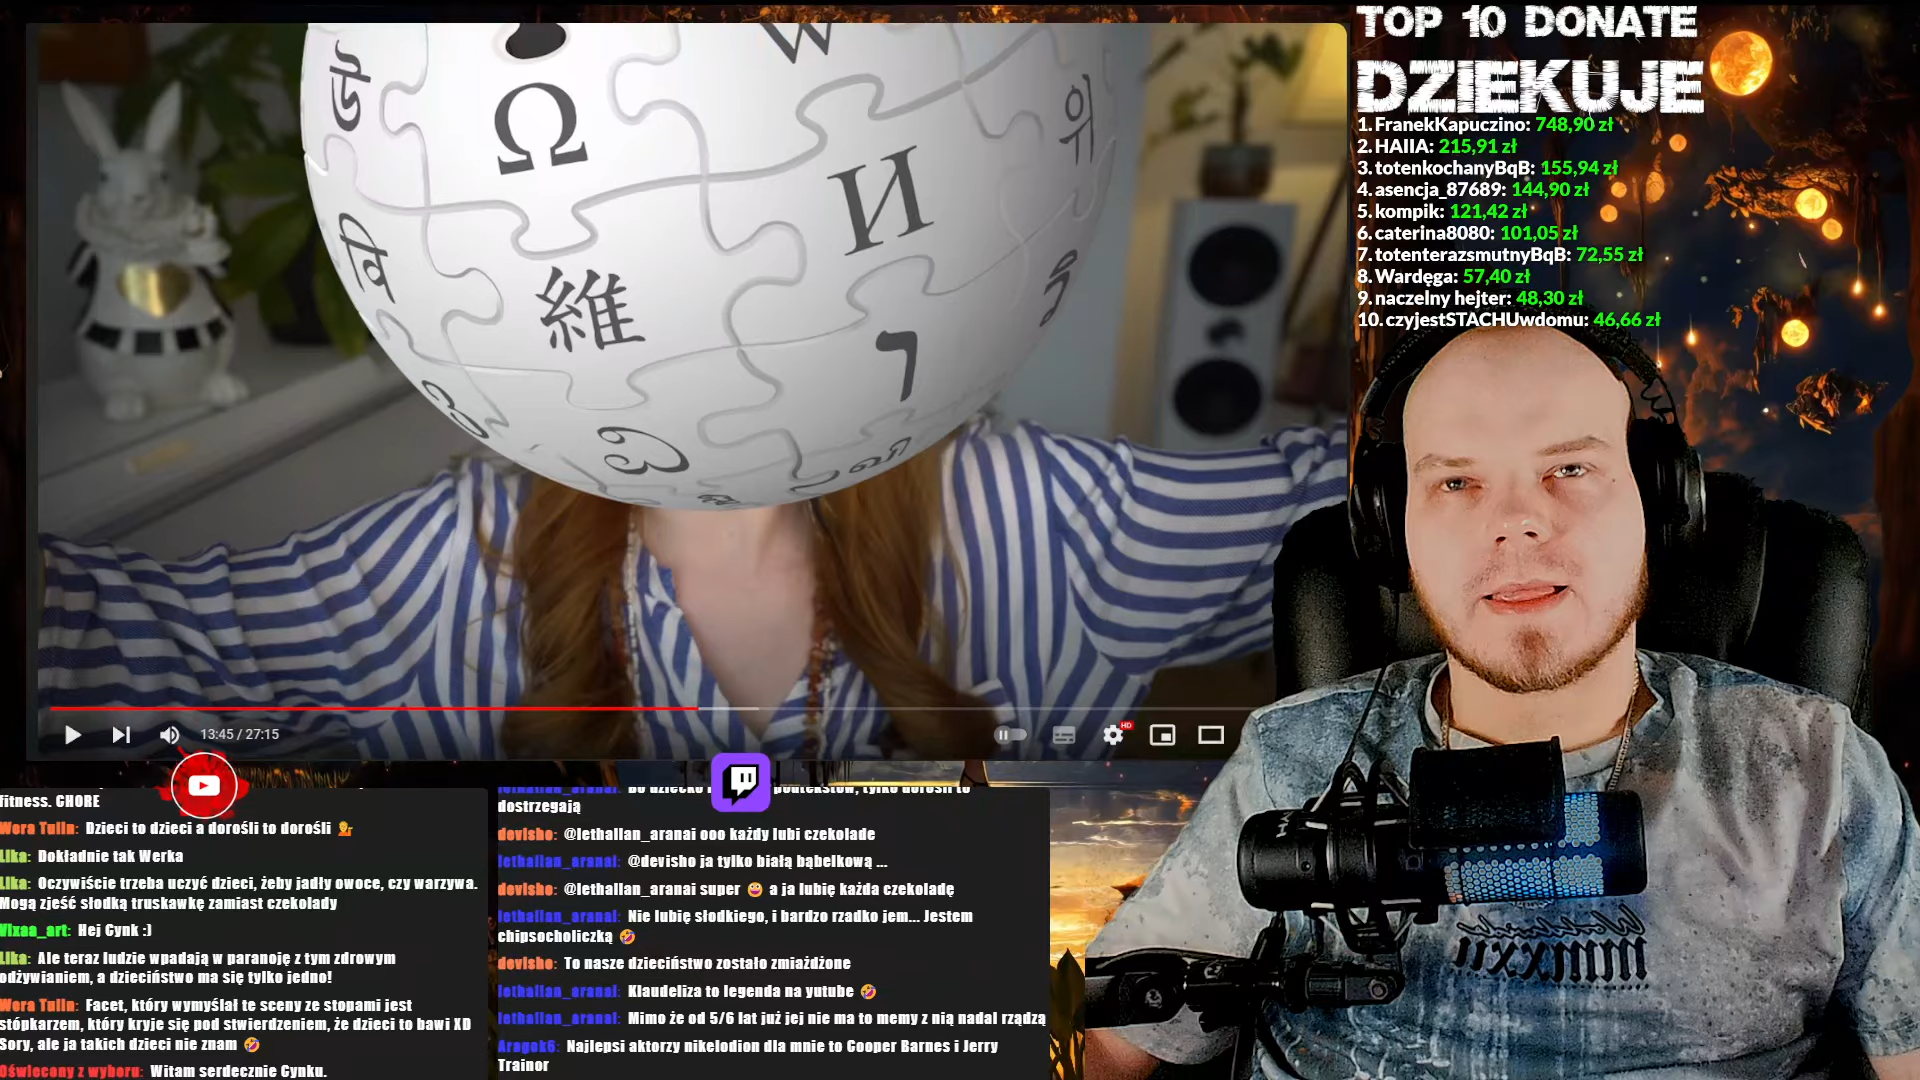 TOP 10 DONATE
DZIEKUJE
1. FranekKapuczino: 748,90 zł
2. HAIIA: 215,91 zł
3. totenkochanyBqB: 155,94 zł
4. asencja_87689: 144,90 zł
5. kompik: 121,42 zł
6. caterina8080: 101,05 zł
7. totenterazsmutnyBqB: 72,55 zł
8. Wardęga: 57,40 zł
9. naczelny hejter: 48,30 zł
10. czyjestSTACHUwdomu: 46,66 zł
W
Ω
И
위
維
ל
13:45 / 27:15
HD
fitness. CHORE
Wera Tulin: Dzieci to dzieci a dorośli to dorośli 💁
Lika: Dokładnie tak Werka
Lika: Oczywiście trzeba uczyć dzieci, żeby jadły owoce, czy warzywa.
Mogą zjeść słodką truskawkę zamiast czekolady
Vixaa_art: Hej Cynk :)
Lika: Ale teraz ludzie wpadają w paranoję z tym zdrowym
odżywianiem, a dzieciństwo ma się tylko jedno!
Wera Tulin: Facet, który wymyślał te sceny ze stopami jest
stópkarzem, który kryje się pod stwierdzeniem, że dzieci to bawi XD
Sory, ale ja takich dzieci nie znam 🤣
Oświecony z wyboru: Witam serdecznie Cynku.
dostrzegają
devisho: @lethallan_aranai ooo każdy lubi czekolade
lethallan_aranai: @devisho ja tylko białą bąbelkową ...
devisho: @lethallan_aranai super 😀 a ja lubię każda czekoladę
lethallan_aranai: Nie lubię słodkiego, i bardzo rzadko jem... Jestem
chipsocholiczką 🤣
devisho: To nasze dzieciństwo zostało zmiażdżone
lethallan_aranai: Klaudeliza to legenda na yutube 🤣
lethallan_aranai: Mimo że od 5/6 lat już jej nie ma to memy z nią nadal rządzą
Aragek6: Najlepsi aktorzy nikelodion dla mnie to Cooper Barnes i Jerry
Trainor